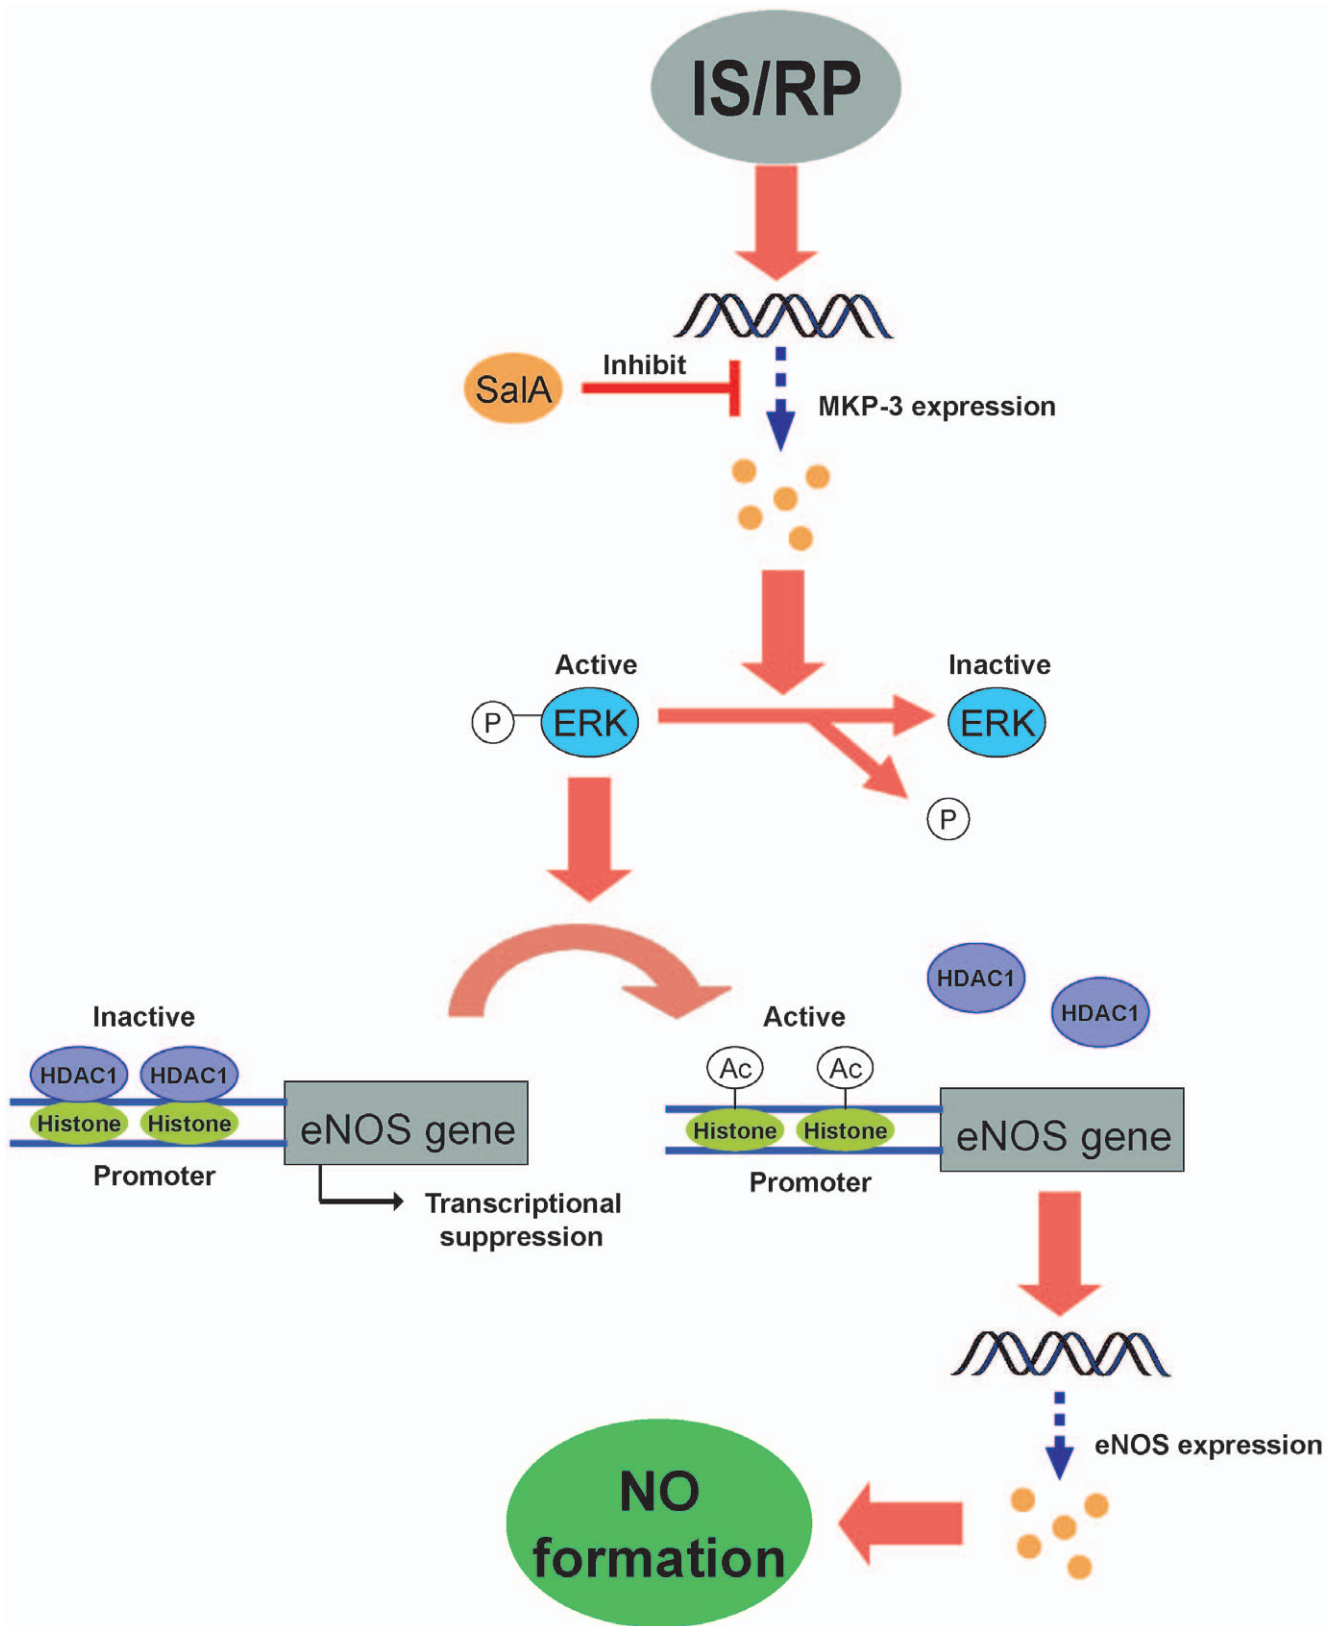 IS/RP
Inhibit
SalA
MKP-3 expression
Active
Inactive
P
ERK
ERK
P
HDAC1
HDAC1
Inactive
Active
HDAC1
HDAC1
Ac
Ac
Histone
Histone
eNOS gene
Histone
Histone
eNOS gene
Promoter
Promoter
Transcriptional
suppression
eNOS expression
NO
formation